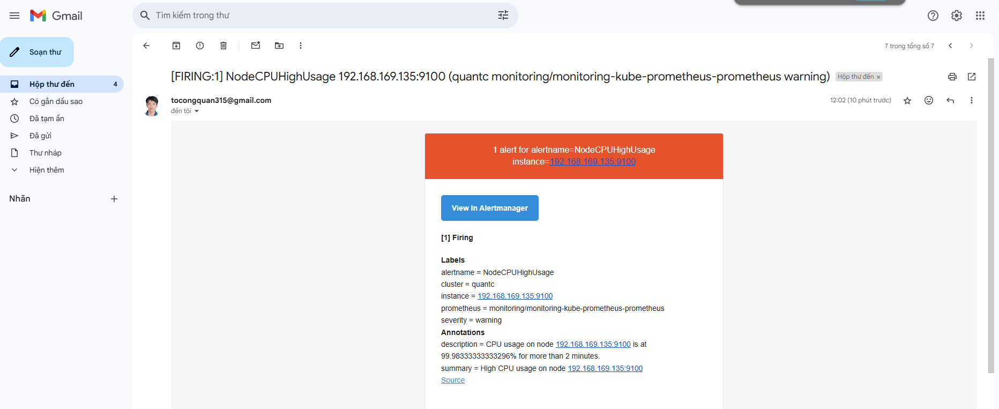 Gmail
Tìm kiếm trong thư
Soạn thư
7 trong tổng số 7
[FIRING:1] NodeCPUHighUsage 192.168.169.135:9100 (quantc monitoring/monitoring-kube-prometheus-prometheus warning)
Hộp thư đến ×
Hộp thư đến 4
Có gắn dấu sao
Đã tạm ẩn
Đã gửi
Thư nháp
Hiện thêm
Nhãn
tocongquan315@gmail.com
12:02 (10 phút trước)
đến tôi
1 alert for alertname=NodeCPUHighUsage
instance=192.168.169.135:9100
View In Alertmanager
[1] Firing
Labels
alertname = NodeCPUHighUsage
cluster = quantc
instance = 192.168.169.135:9100
prometheus = monitoring/monitoring-kube-prometheus-prometheus
severity = warning
Annotations
description = CPU usage on node 192.168.169.135:9100 is at
99.98333333333296% for more than 2 minutes.
summary = High CPU usage on node 192.168.169.135:9100
Source